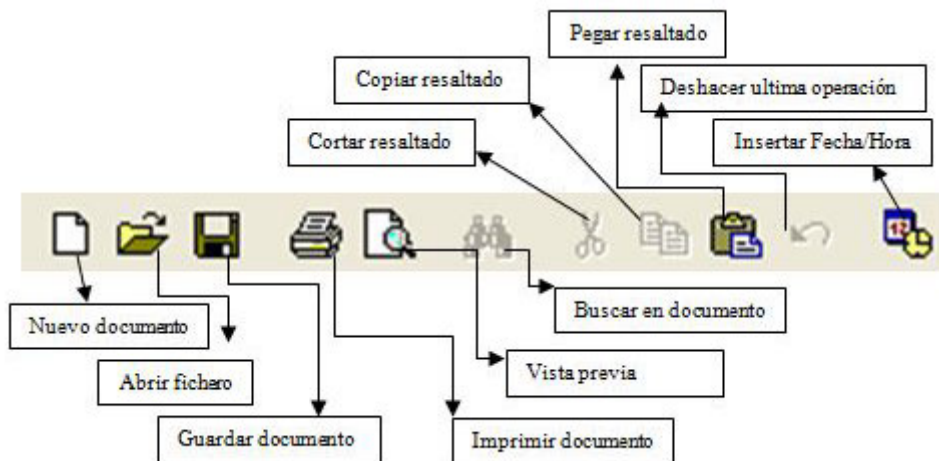 Pegar resaltado
Copiar resaltado
Deshacer ultima operación
Cortar resaltado
Insertar Fecha/Hora
12
Nuevo documento
Buscar en documento
Abrir fichero
Vista previa
Guardar documento
Imprimir documento